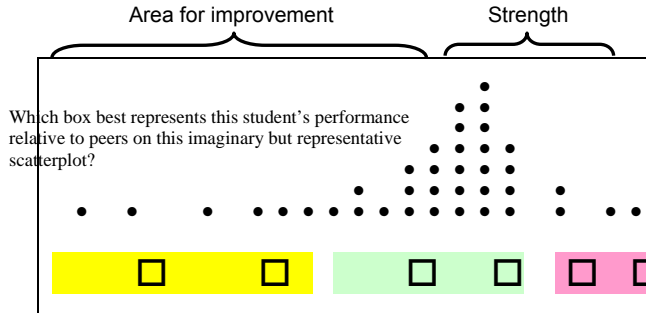 Area for improvement
Strength
Which box best represents this student’s performance
relative to peers on this imaginary but representative
scatterplot?